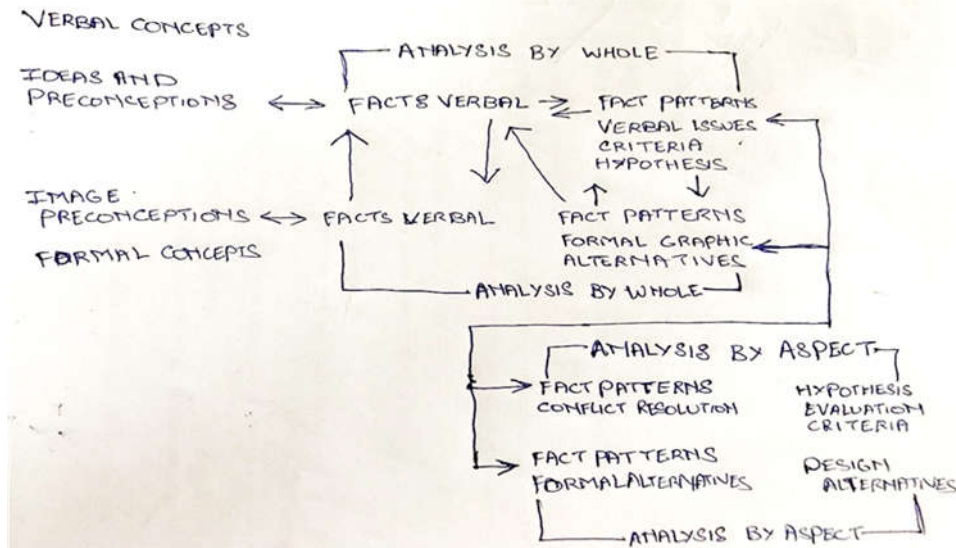 VERBAL CONCEPTS
ANALYSIS BY WHOLE
IDEAS AND
PRECONCEPTIONS
FACTS VERBAL
FACT PATTERNS
VERBAL ISSUES
CRITERIA
HYPOTHESIS
IMAGE
PRECONCEPTIONS
FACTS VERBAL
FACT PATTERNS
FORMAL GRAPHIC
ALTERNATIVES
FORMAL CONCEPTS
ANALYSIS BY WHOLE
ANALYSIS BY ASPECT
FACT PATTERNS
CONFLICT RESOLUTION
HYPOTHESIS
EVALUATION
CRITERIA
FACT PATTERNS
FORMAL ALTERNATIVES
DESIGN
ALTERNATIVES
ANALYSIS BY ASPECT